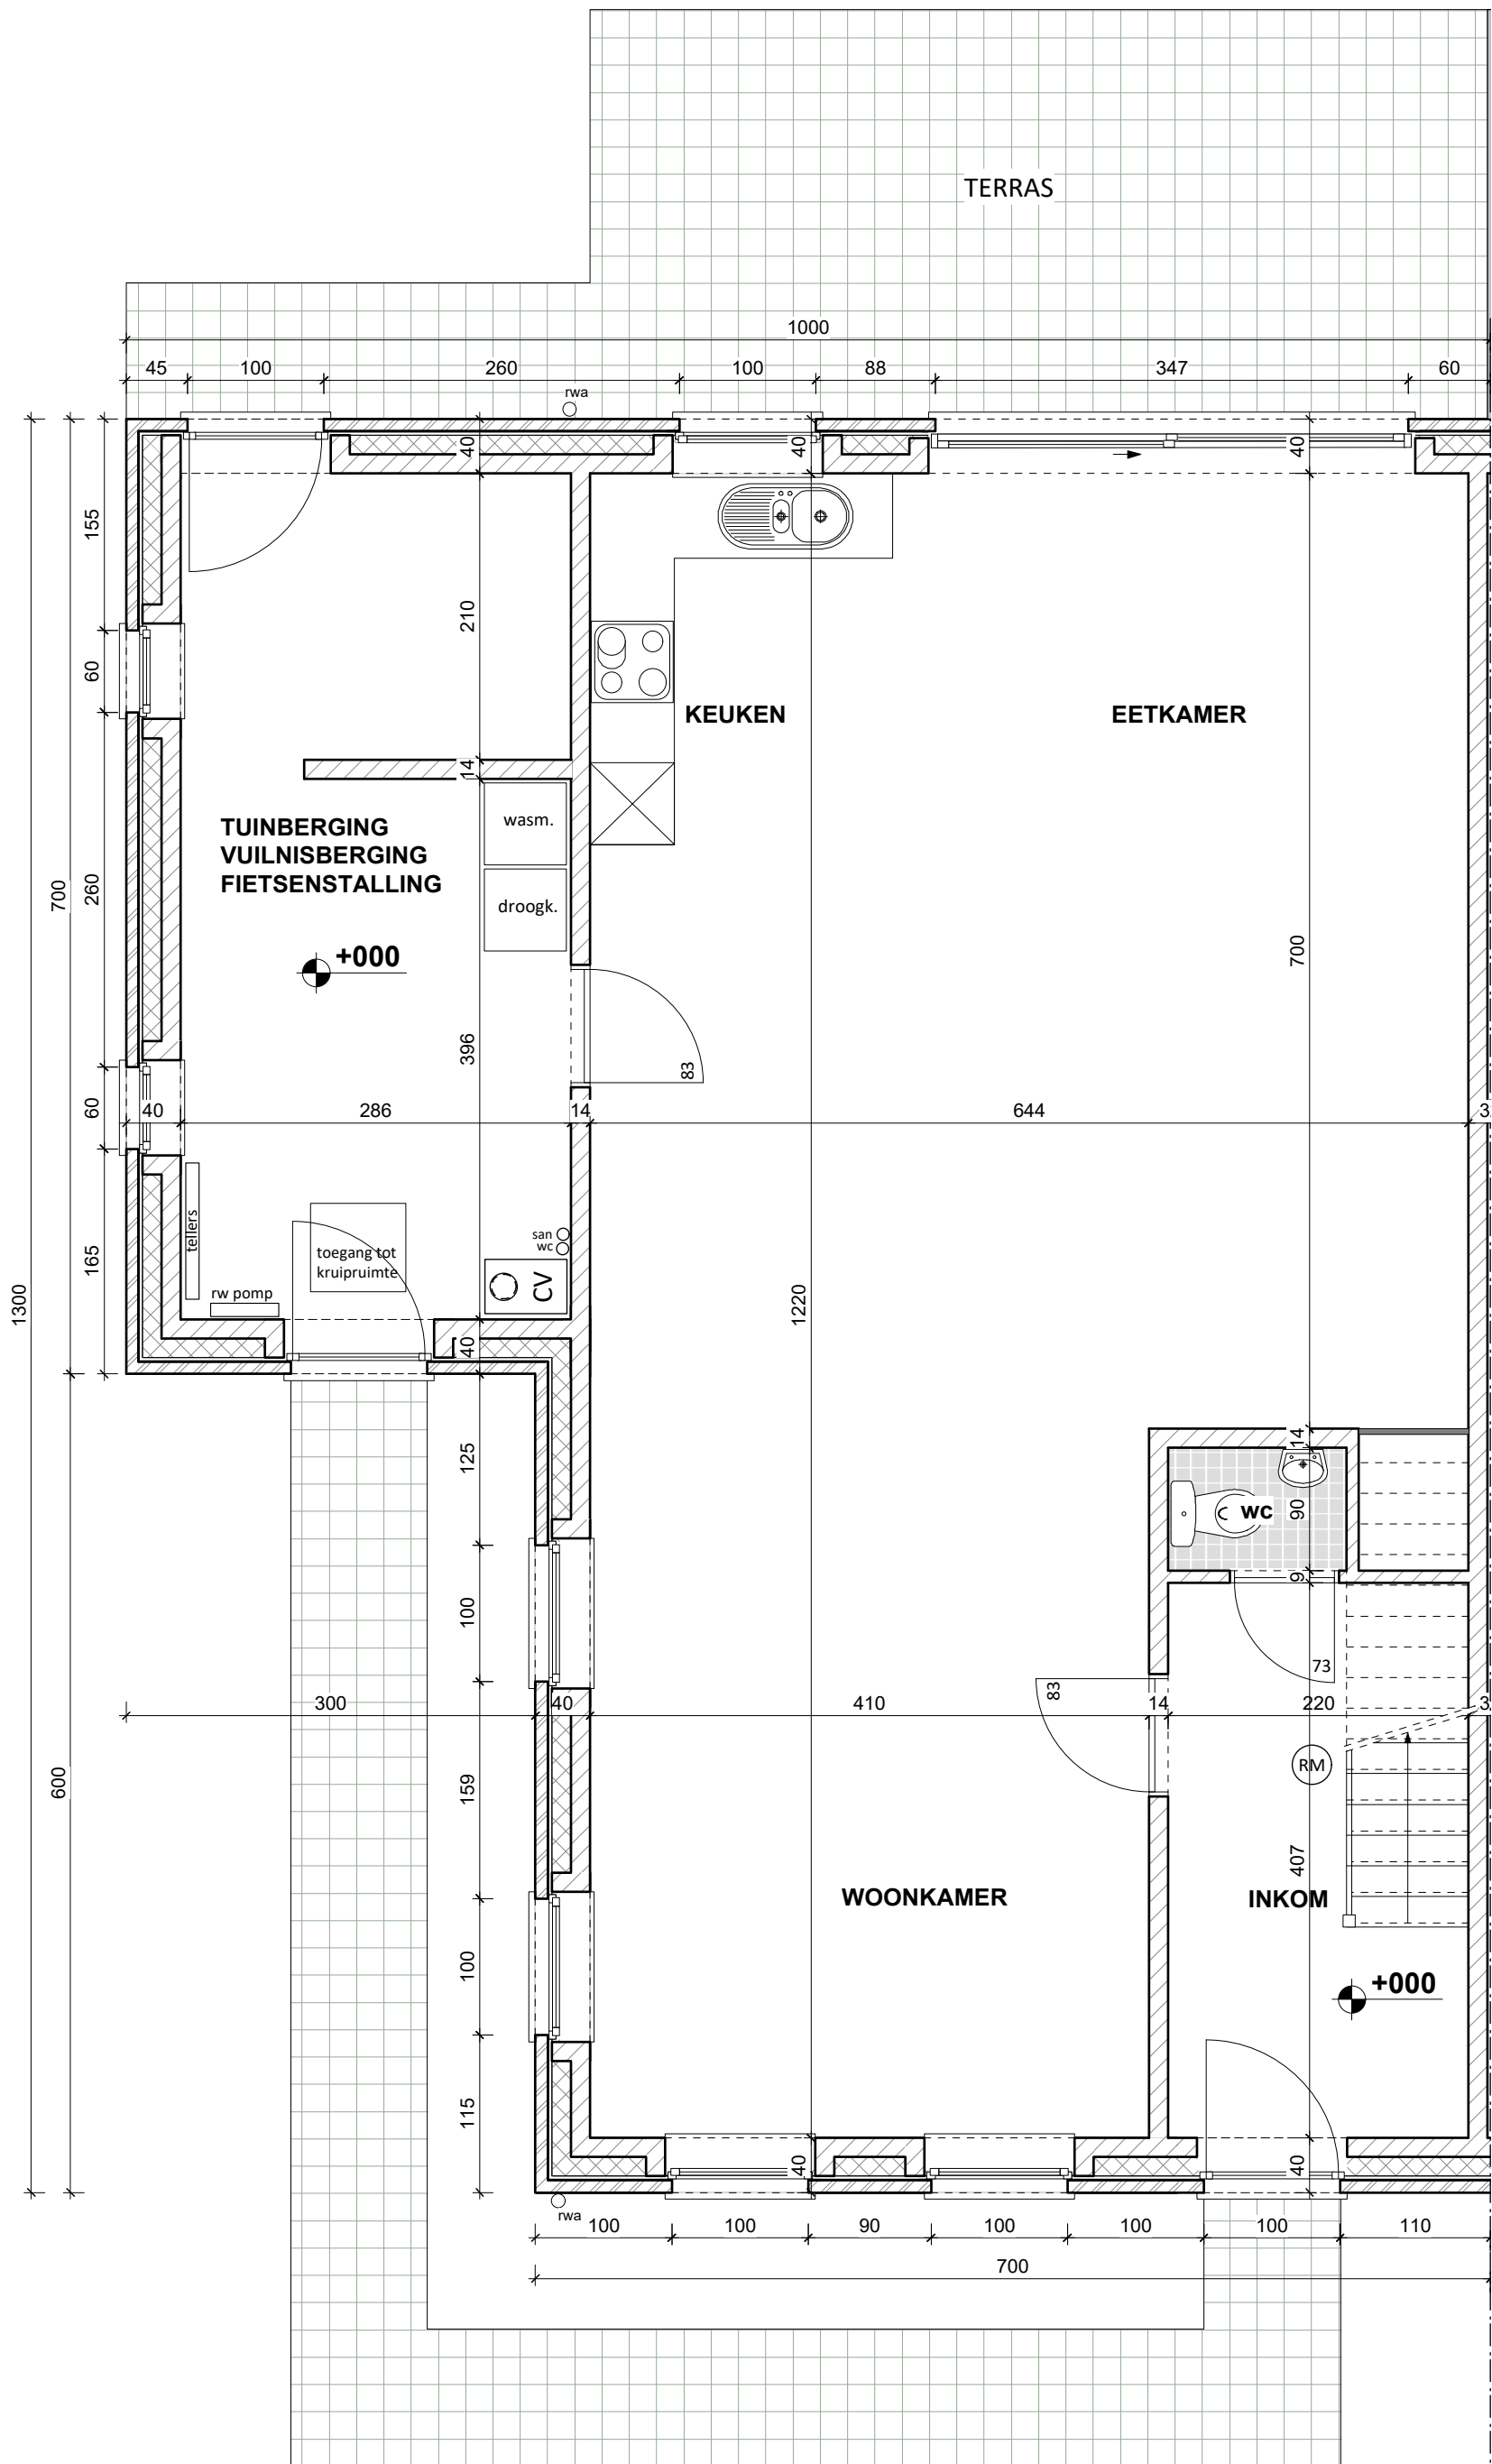 TERRAS
1000
45 100 260 100 88 347 60
rwa
40 40 40
155
210
60
KEUKEN EETKAMER
14
wasm.
TUINBERGING
VUILNISBERGING
FIETSENSTALLING
droogk.
700 260 700
+000
396
83
60 40 286 14 644
tellers
san
wc
toegang tot
kruipruimte
165
CV
rw pomp
1300 1220
40
125
14
wc 90
9
100
73
83
300 40 410 14 220
RM
600 159
407
WOONKAMER INKOM
100
+000
115
40 40
rwa
100 100 90 100 100 100 110
700